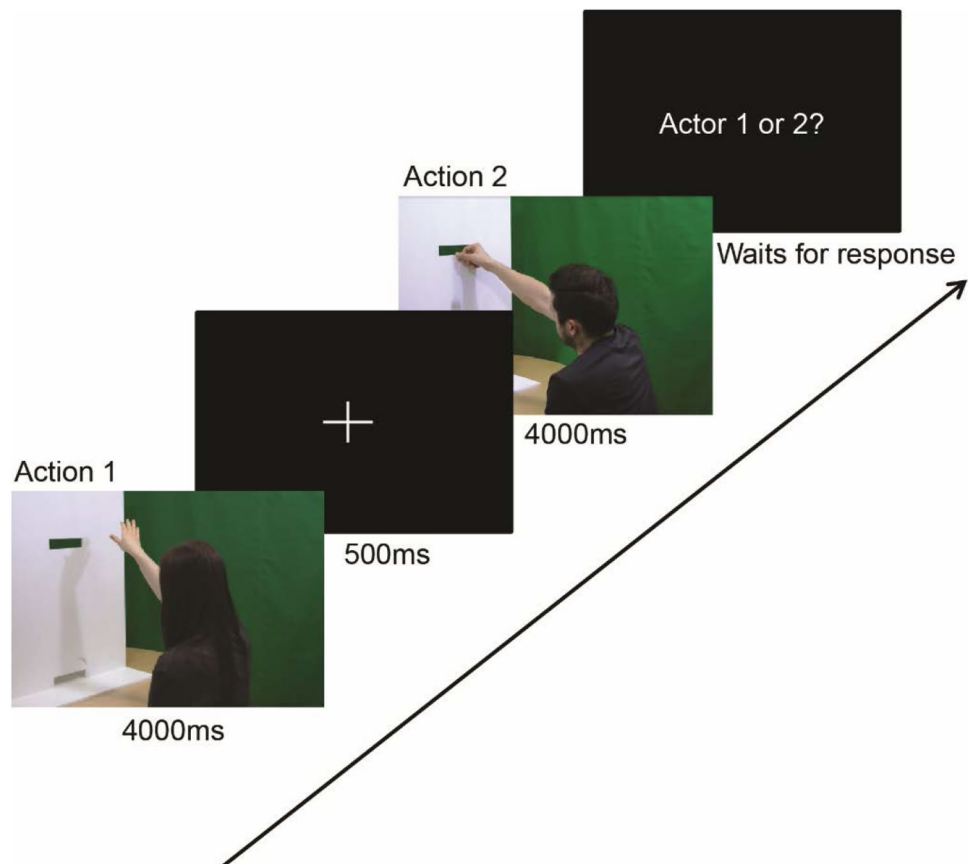 Actor 1 or 2?
Action 2
Waits for response
4000ms
Action 1
500ms
4000ms